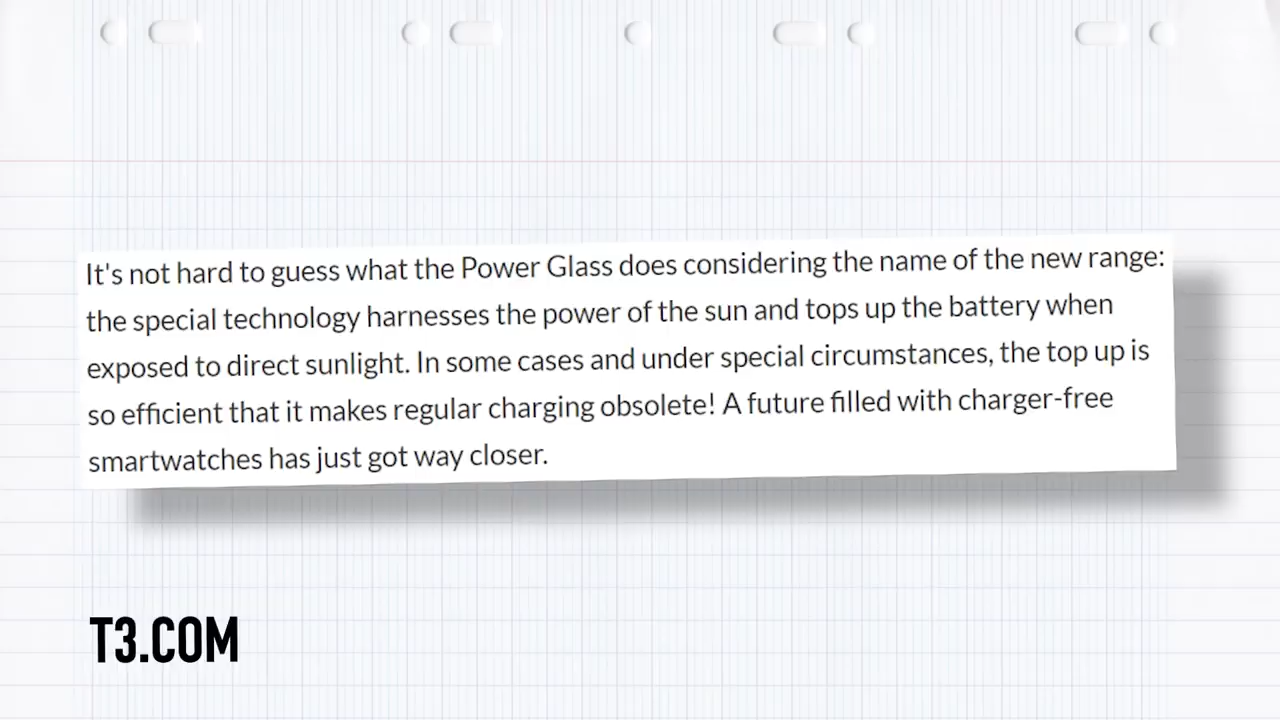 It's not hard to guess what the Power Glass does considering the name of the new range:
the special technology harnesses the power of the sun and tops up the battery when
exposed to direct sunlight. In some cases and under special circumstances, the top up is
so efficient that it makes regular charging obsolete! A future filled with charger-free
smartwatches has just got way closer.
T3.COM